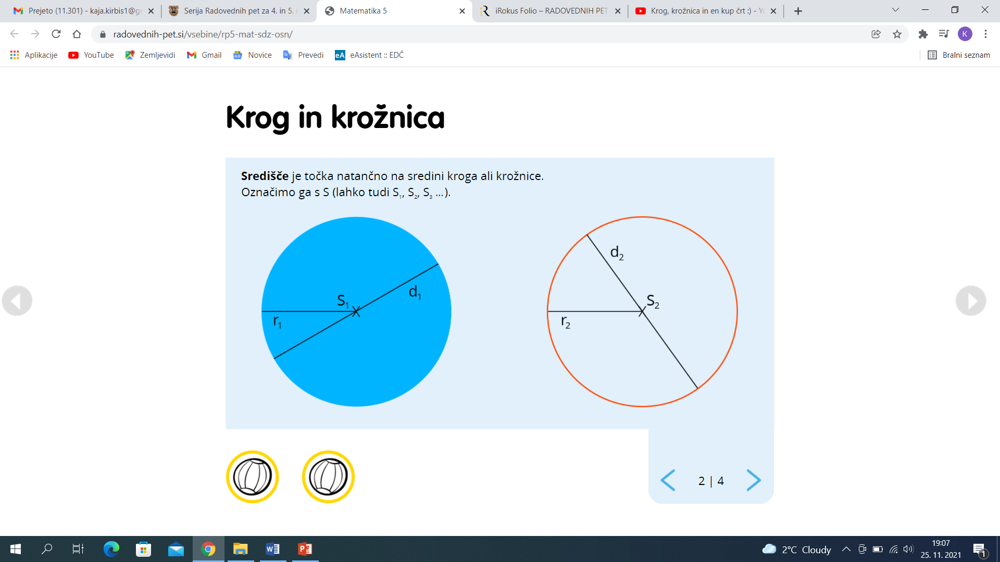 Prejeto (11.301) - kaja.kirbis1@g
Serija Radovednih pet za 4. in 5.
Matematika 5
iRokus Folio – RADOVEDNIH PET
Krog, krožnica in en kup črt :) - Yo
radovednih-pet.si/vsebine/rp5-mat-sdz-osn/
K
Aplikacije YouTube Zemljevidi Gmail Novice Prevedi eA eAsistent :: EDČ Bralni seznam
Krog in krožnica
Središče je točka natančno na sredini kroga ali krožnice.
Označimo ga s S (lahko tudi S₁, S₂, S₃ ...).
S₁ d₁
r₁
d₂
S₂
r₂
2 | 4
2°C Cloudy
19:07
25. 11. 2021
1